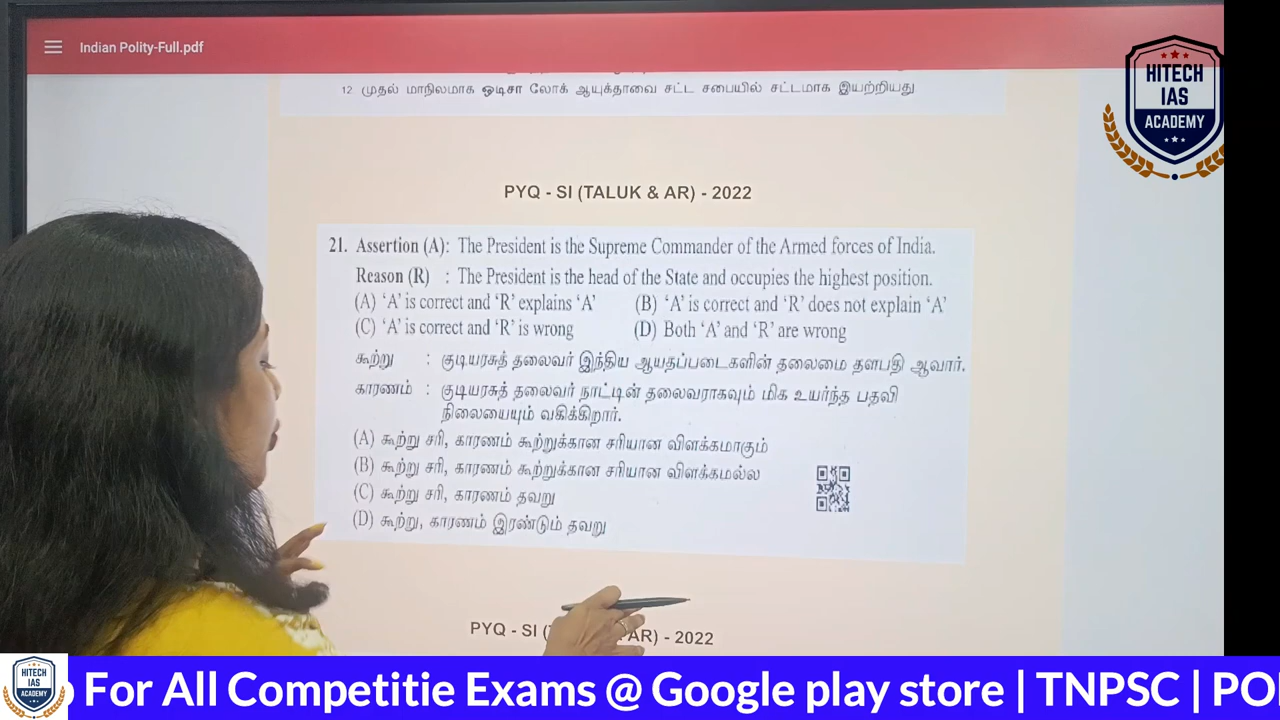 Indian Polity-Full.pdf
HITECH
IAS
ACADEMY
12. முதல் மாநிலமாக ஒடிசா லோக் ஆயுக்தாவை சட்ட சபையில் சட்டமாக இயற்றியது
PYQ - SI (TALUK & AR) - 2022
21. Assertion (A): The President is the Supreme Commander of the Armed forces of India.
Reason (R) : The President is the head of the State and occupies the highest position.
(A) ‘A’ is correct and ‘R’ explains ‘A’ (B) ‘A’ is correct and ‘R’ does not explain ‘A’
(C) ‘A’ is correct and ‘R’ is wrong (D) Both ‘A’ and ‘R’ are wrong
கூற்று : குடியரசுத் தலைவர் இந்திய ஆயதப்படைகளின் தலைமை தளபதி ஆவார்.
காரணம் : குடியரசுத் தலைவர் நாட்டின் தலைவராகவும் மிக உயர்ந்த பதவி
நிலையையும் வகிக்கிறார்.
(A) கூற்று சரி, காரணம் கூற்றுக்கான சரியான விளக்கமாகும்
(B) கூற்று சரி, காரணம் கூற்றுக்கான சரியான விளக்கமல்ல
(C) கூற்று சரி, காரணம் தவறு
(D) கூற்று, காரணம் இரண்டும் தவறு
PYQ - SI AR) - 2022
HITECH
IAS
ACADEMY
For All Competitie Exams @ Google play store | TNPSC |